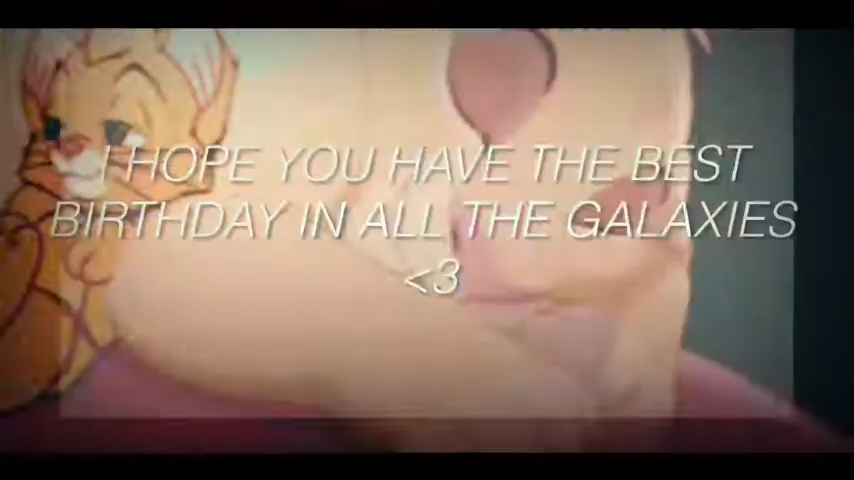 I HOPE YOU HAVE THE BEST
BIRTHDAY IN ALL THE GALAXIES
<3